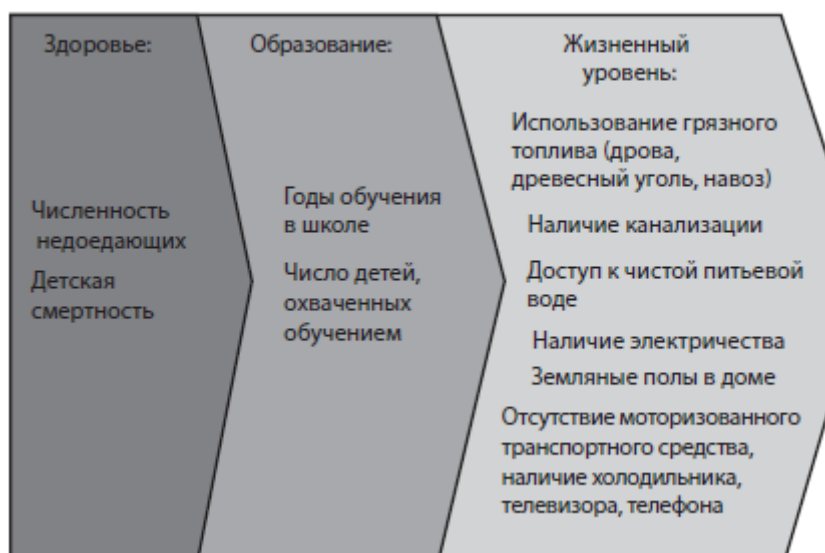 Здоровье:
Численность
недоедающих
Детская
смертность
Образование:
Годы обучения
в школе
Число детей,
охваченных
обучением
Жизненный
уровень:
Использование грязного
топлива (дрова,
древесный уголь, навоз)
Наличие канализации
Доступ к чистой питьевой
воде
Наличие электричества
Земляные полы в доме
Отсутствие моторизованного
транспортного средства,
наличие холодильника,
телевизора, телефона